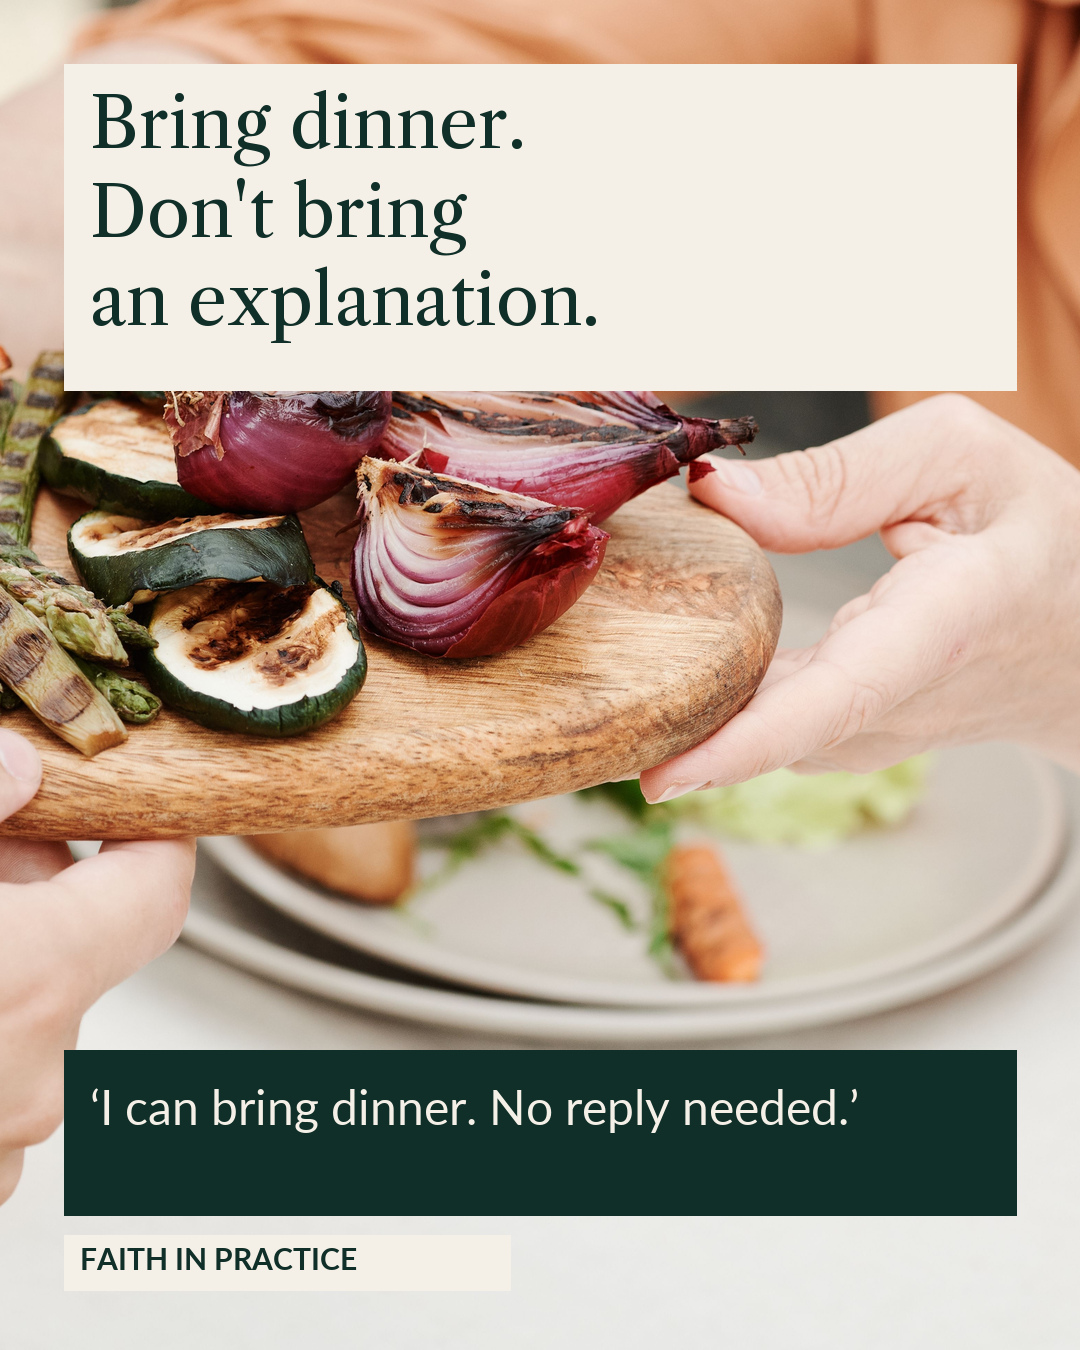 Bring dinner.
Don't bring
an explanation.
‘I can bring dinner. No reply needed.’
FAITH IN PRACTICE